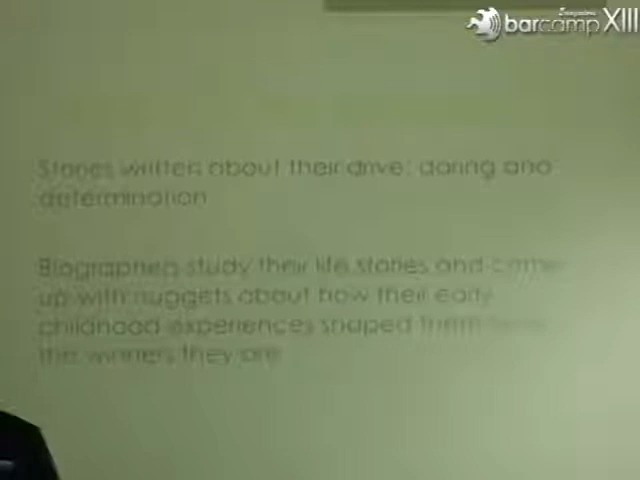 barcamp XIII
Stories written about their drive; daring and
determination
Biographers study their life stories and come
up with nuggets about how their early
childhood experiences shaped them
the winners they are